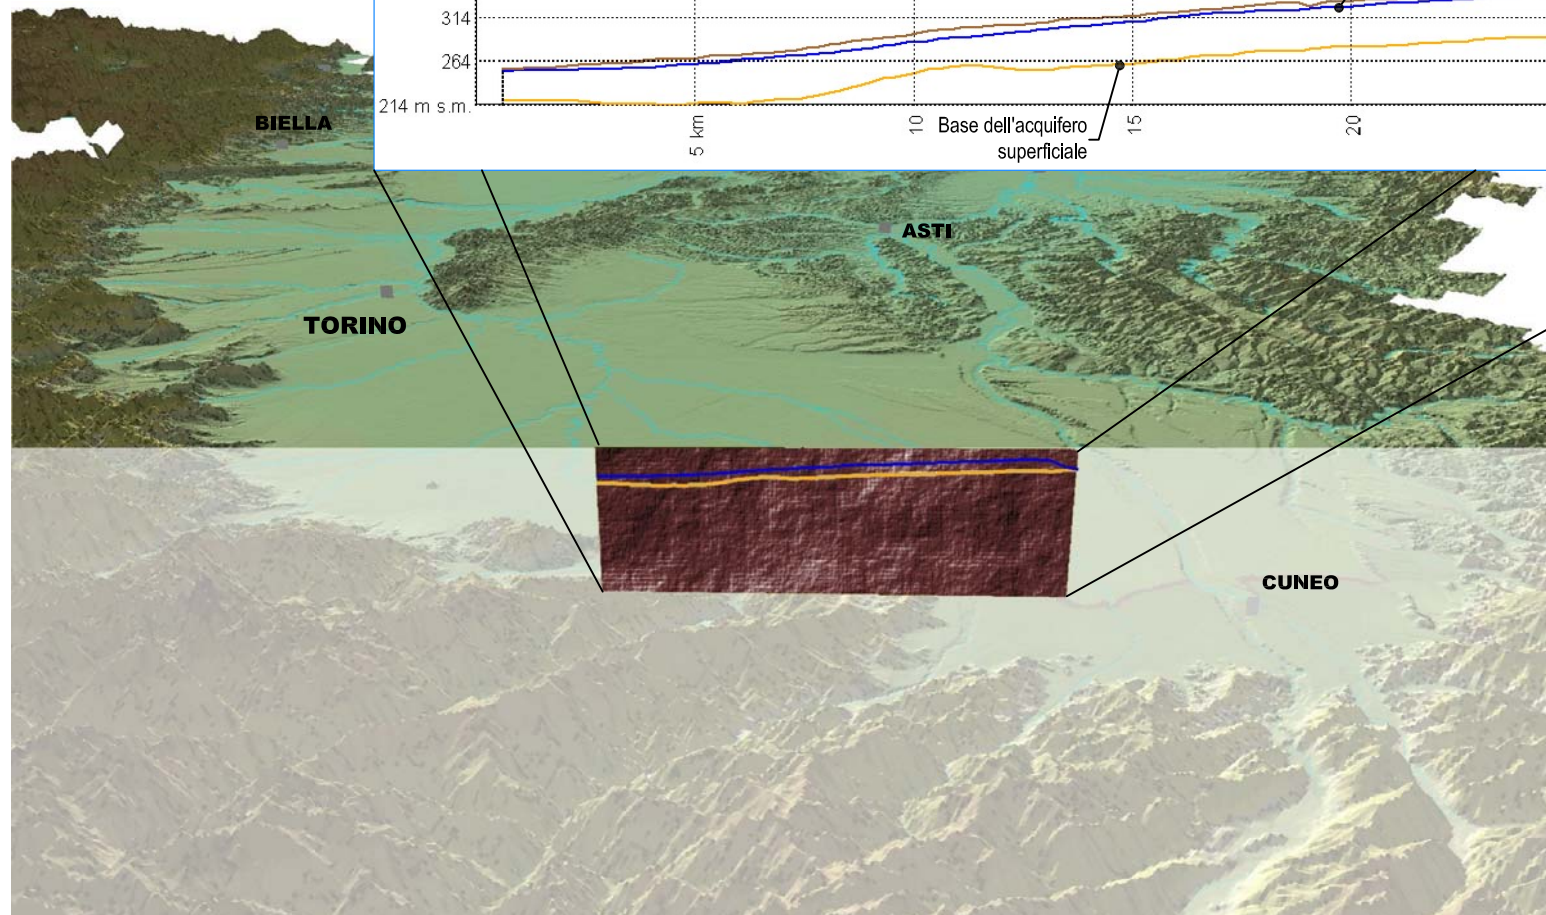 314
264
214 m s.m.
5 km
10
15
20
Base dell'acquifero
superficiale
BIELLA
ASTI
TORINO
CUNEO